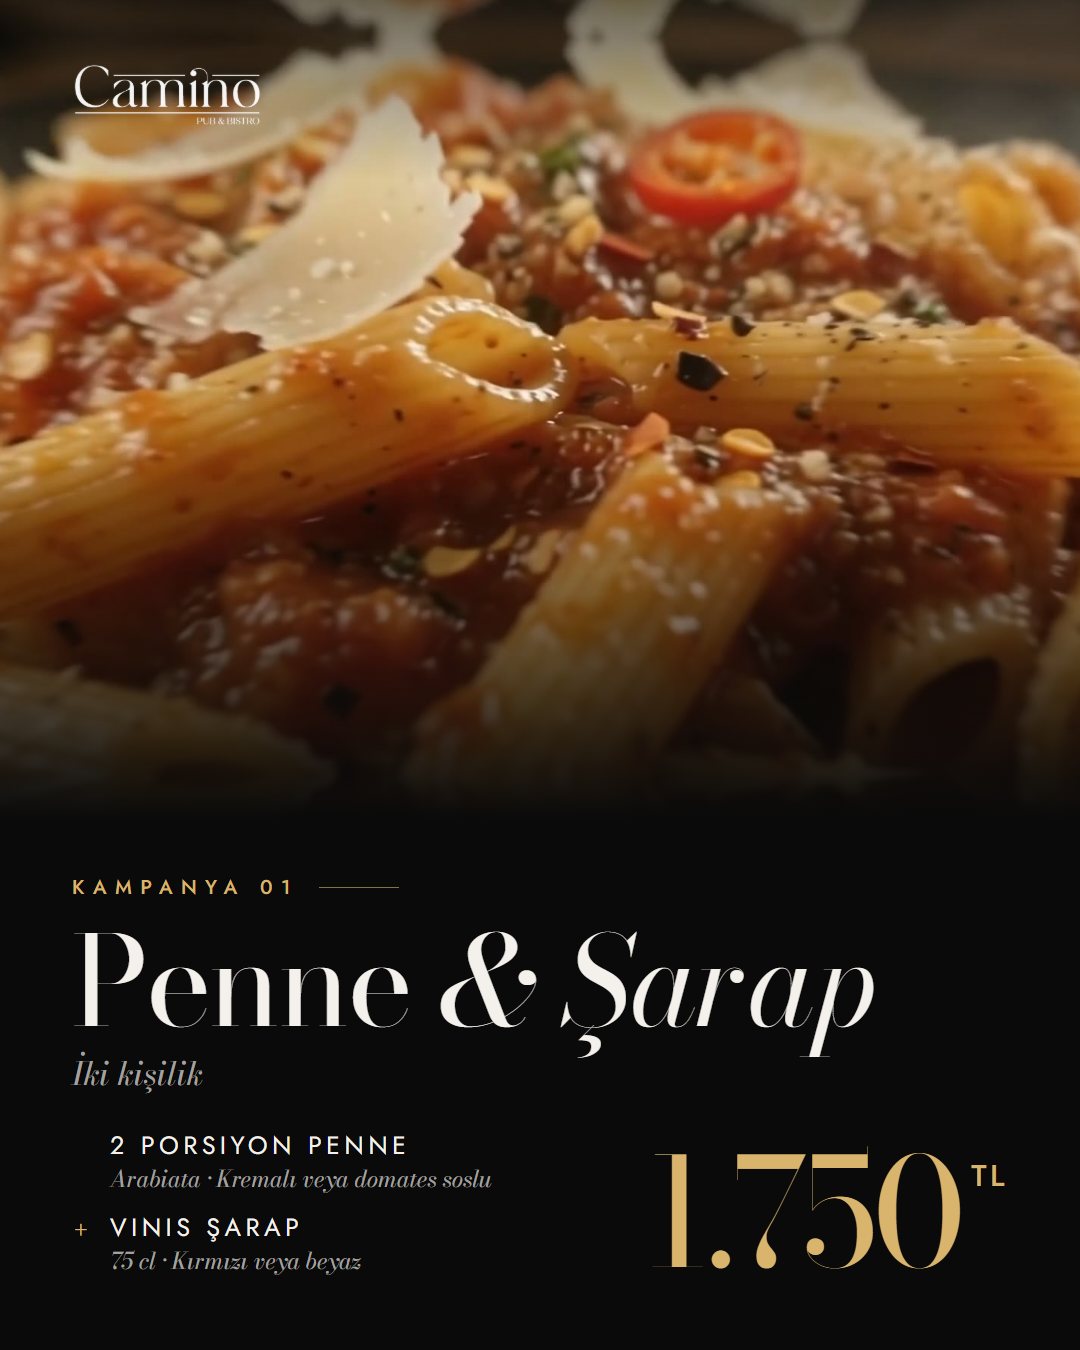 Camino
PUB & BISTRO
KAMPANYA 01
Penne & Şarap
İki kişilik
2 PORSIYON PENNE
Arabiata · Kremalı veya domates soslu
+ VINIS ŞARAP
75 cl · Kırmızı veya beyaz
1.750 TL